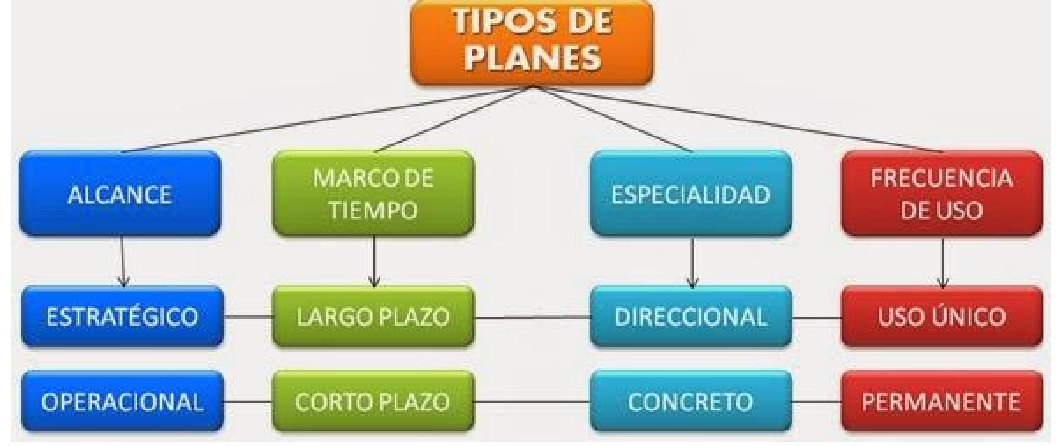 TIPOS DE
PLANES
ALCANCE
MARCO DE
TIEMPO
ESPECIALIDAD
FRECUENCIA
DE USO
ESTRATÉGICO
LARGO PLAZO
DIRECCIONAL
USO ÚNICO
OPERACIONAL
CORTO PLAZO
CONCRETO
PERMANENTE